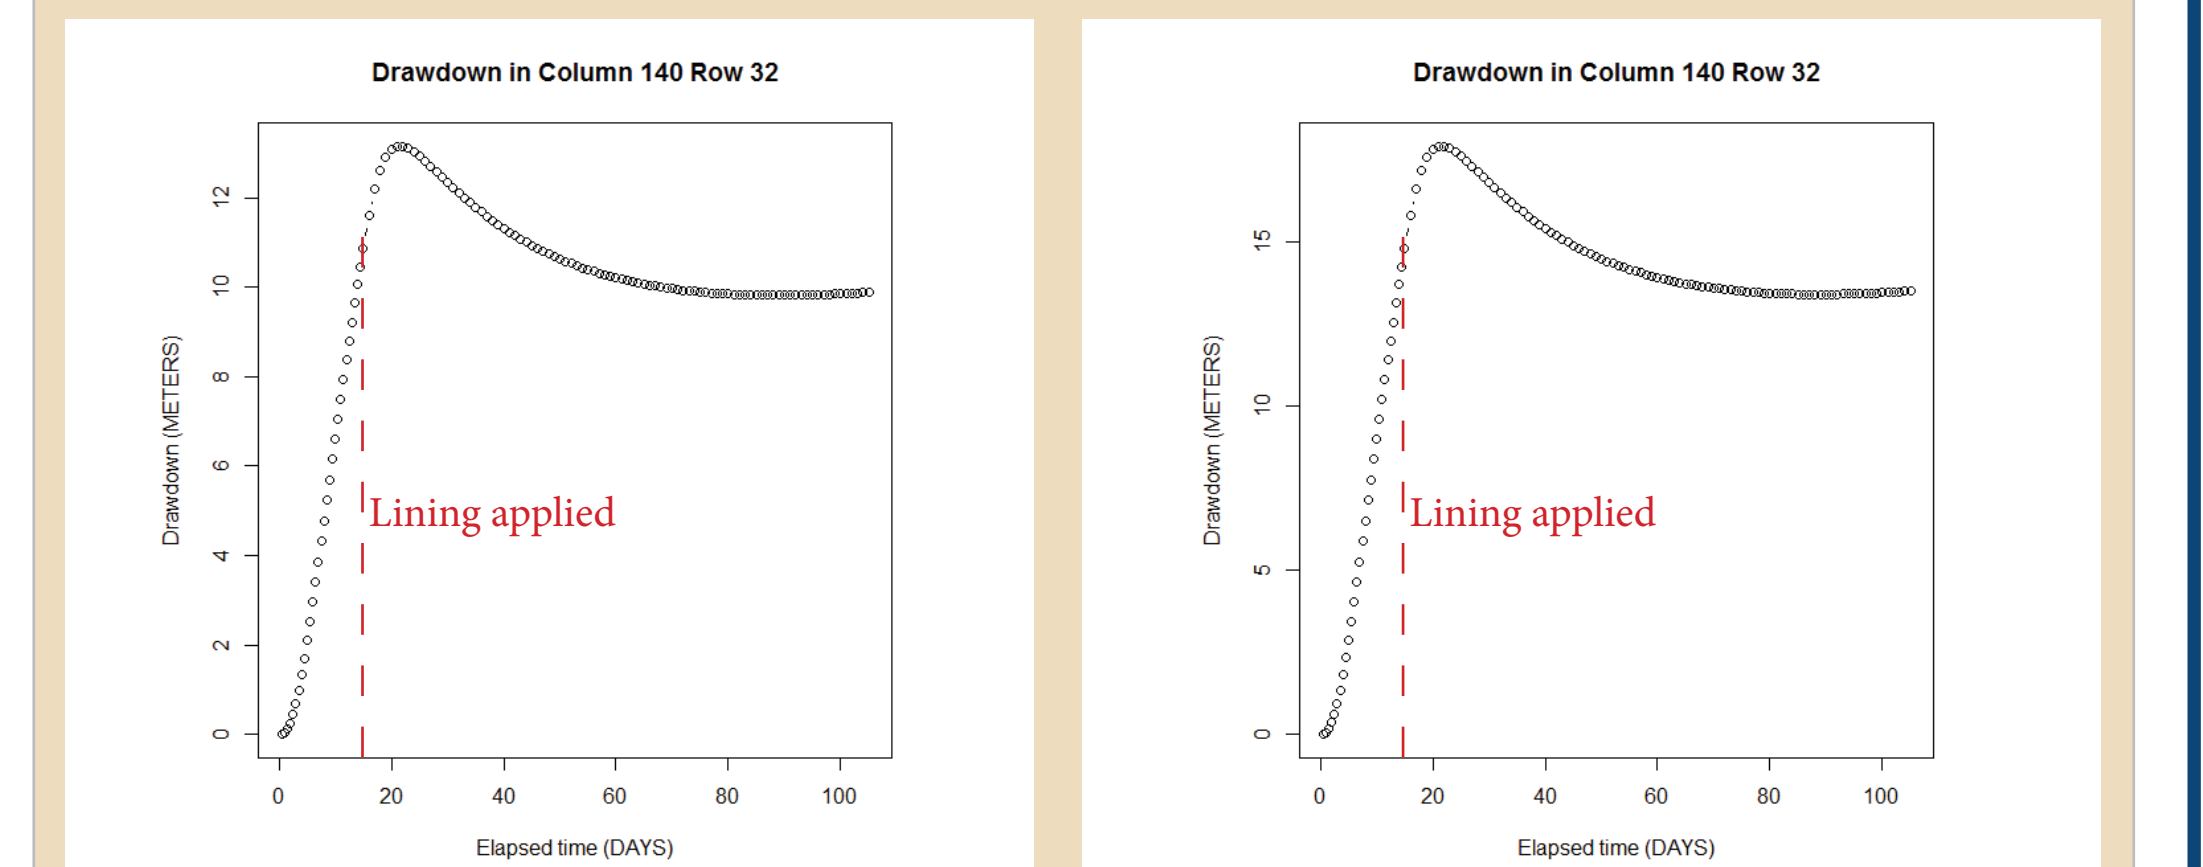 Drawdown in Column 140 Row 32
Drawdown (METERS)
12
10
8
6
4
2
0
Lining applied
0 20 40 60 80 100
Elapsed time (DAYS)
Drawdown in Column 140 Row 32
Drawdown (METERS)
15
10
5
0
Lining applied
0 20 40 60 80 100
Elapsed time (DAYS)